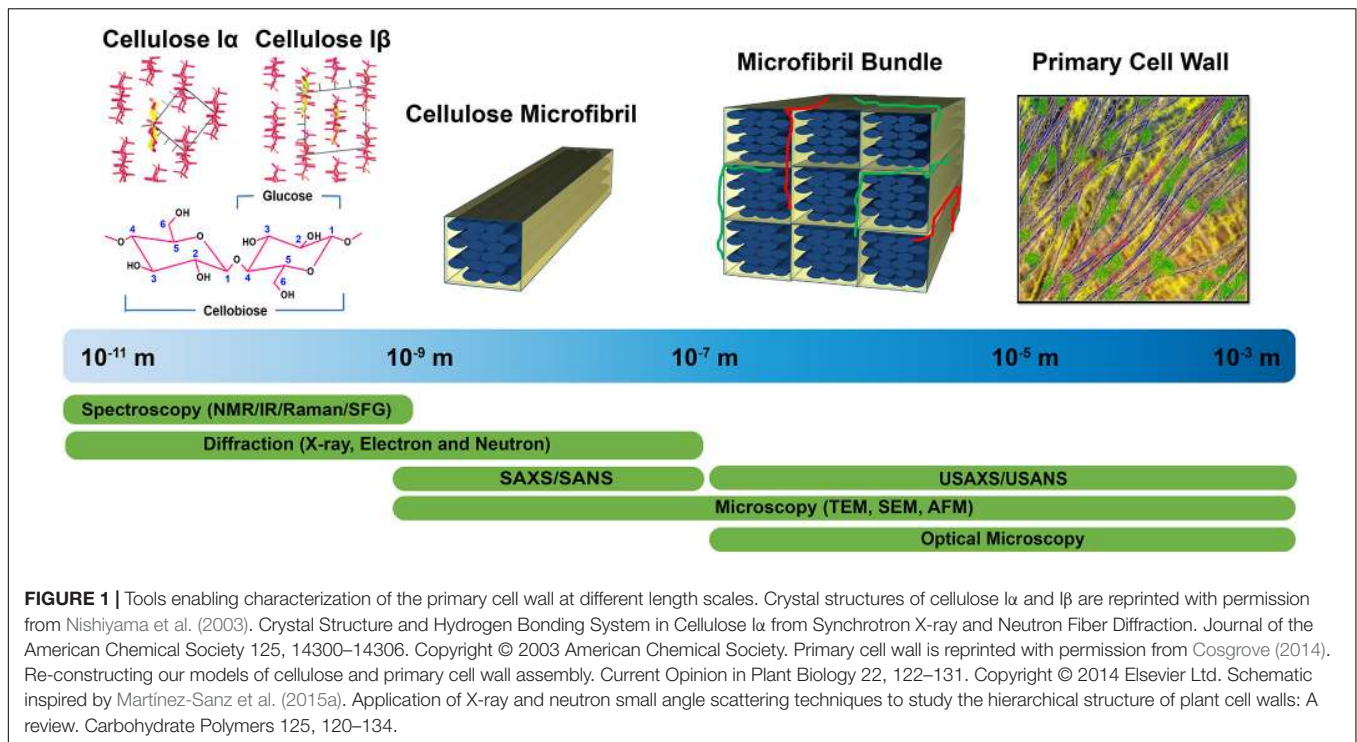 Cellulose Iα Cellulose Iβ
Microfibril Bundle
Primary Cell Wall
Cellulose Microfibril
Glucose
OH
6
4
5
O
O
2
HO
3
OH
1
O
3
HO
2
OH
1
O
4
5
O
6
OH
Cellobiose
10-11 m
10-9 m
10-7 m
10-5 m
10-3 m
Spectroscopy (NMR/IR/Raman/SFG)
Diffraction (X-ray, Electron and Neutron)
SAXS/SANS
USAXS/USANS
Microscopy (TEM, SEM, AFM)
Optical Microscopy
FIGURE 1 | Tools enabling characterization of the primary cell wall at different length scales. Crystal structures of cellulose Iα and Iβ are reprinted with permission
from Nishiyama et al. (2003). Crystal Structure and Hydrogen Bonding System in Cellulose Iα from Synchrotron X-ray and Neutron Fiber Diffraction. Journal of the
American Chemical Society 125, 14300–14306. Copyright © 2003 American Chemical Society. Primary cell wall is reprinted with permission from Cosgrove (2014).
Re-constructing our models of cellulose and primary cell wall assembly. Current Opinion in Plant Biology 22, 122–131. Copyright © 2014 Elsevier Ltd. Schematic
inspired by Martínez-Sanz et al. (2015a). Application of X-ray and neutron small angle scattering techniques to study the hierarchical structure of plant cell walls: A
review. Carbohydrate Polymers 125, 120–134.